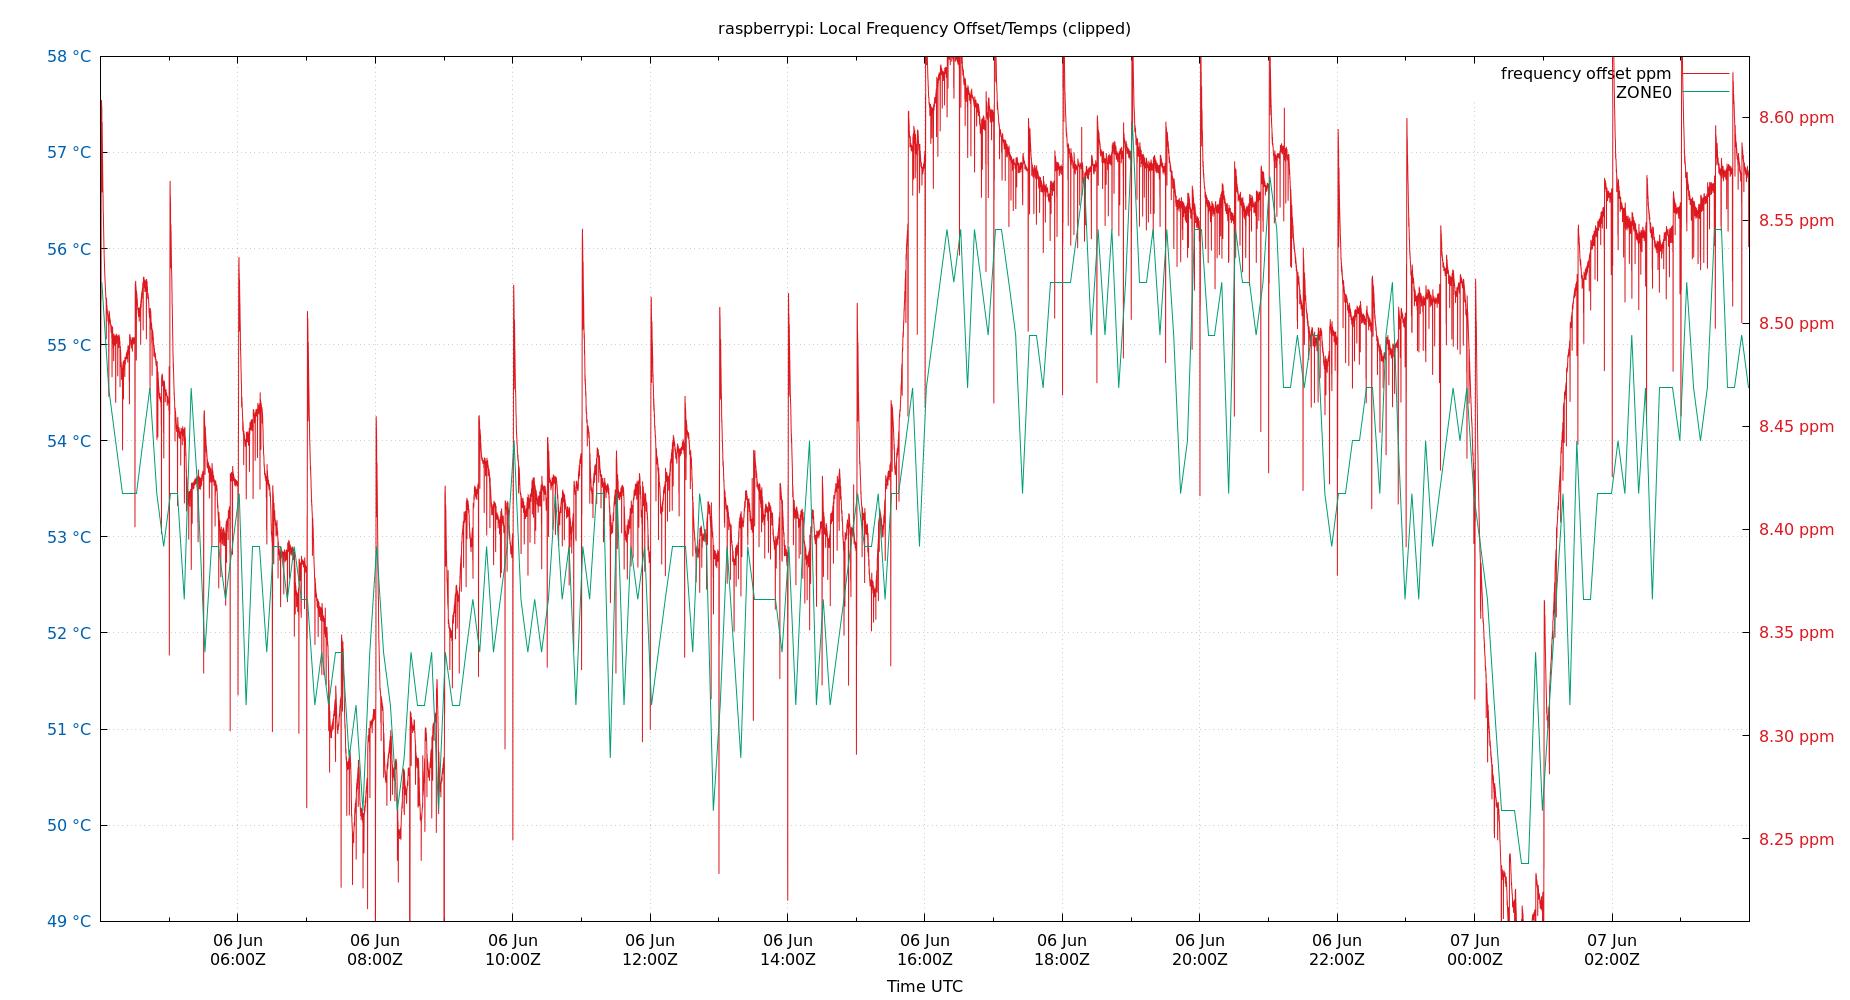 raspberrypi: Local Frequency Offset/Temps (clipped)
58 °C
57 °C
56 °C
55 °C
54 °C
53 °C
52 °C
51 °C
50 °C
49 °C
frequency offset ppm
ZONE0
8.60 ppm
8.55 ppm
8.50 ppm
8.45 ppm
8.40 ppm
8.35 ppm
8.30 ppm
8.25 ppm
06 Jun
06:00Z
06 Jun
08:00Z
06 Jun
10:00Z
06 Jun
12:00Z
06 Jun
14:00Z
06 Jun
16:00Z
06 Jun
18:00Z
06 Jun
20:00Z
06 Jun
22:00Z
07 Jun
00:00Z
07 Jun
02:00Z
Time UTC